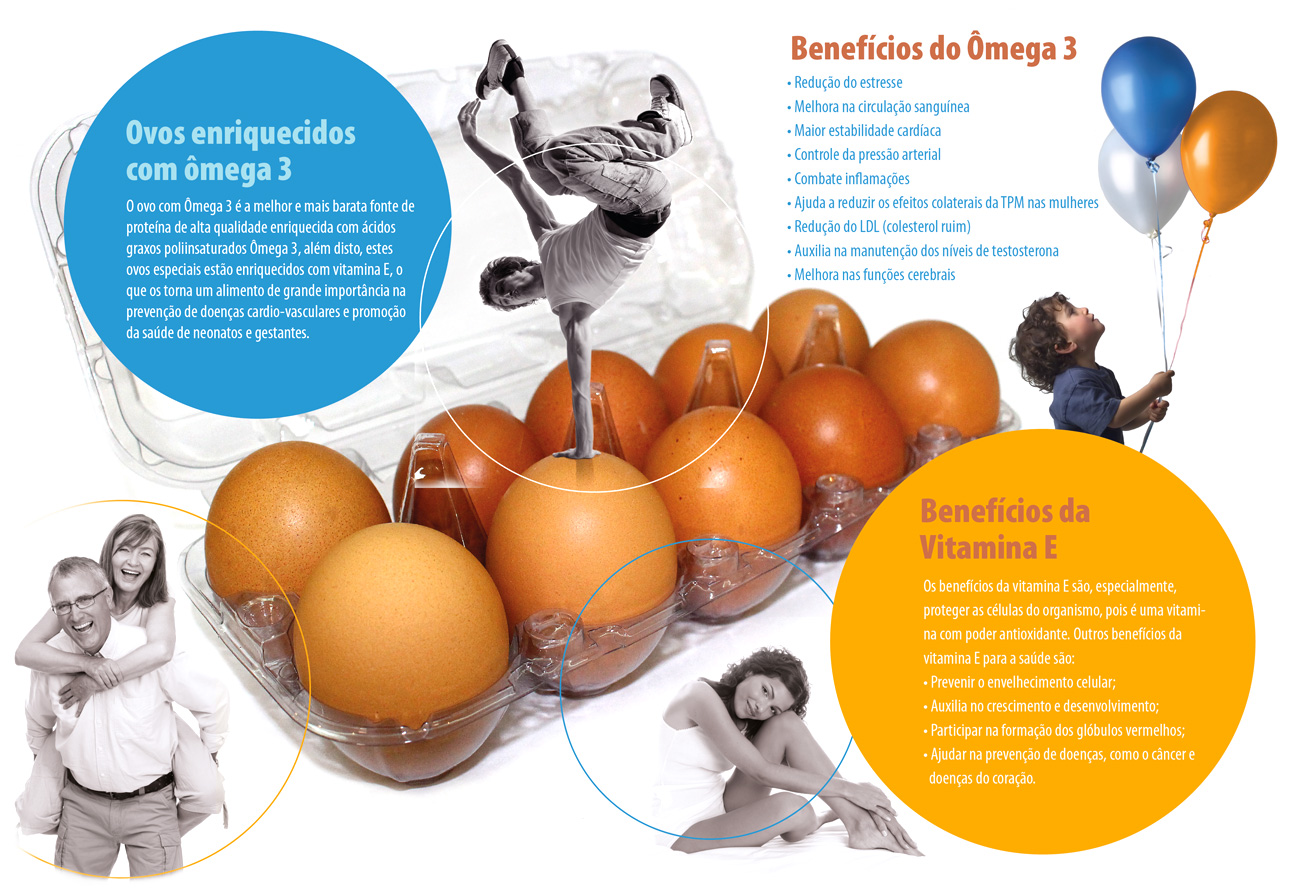 Ovos enriquecidos
com ômega 3
O ovo com Ômega 3 é a melhor e mais barata fonte de
proteína de alta qualidade enriquecida com ácidos
graxos poliinsaturados Ômega 3, além disto, estes
ovos especiais estão enriquecidos com vitamina E, o
que os torna um alimento de grande importância na
prevenção de doenças cardio-vasculares e promoção
da saúde de neonatos e gestantes.
Benefícios do Ômega 3
• Redução do estresse
• Melhora na circulação sanguínea
• Maior estabilidade cardíaca
• Controle da pressão arterial
• Combate inflamações
• Ajuda a reduzir os efeitos colaterais da TPM nas mulheres
• Redução do LDL (colesterol ruim)
• Auxilia na manutenção dos níveis de testosterona
• Melhora nas funções cerebrais
Benefícios da
Vitamina E
Os benefícios da vitamina E são, especialmente,
proteger as células do organismo, pois é uma vitami-
na com poder antioxidante. Outros benefícios da
vitamina E para a saúde são:
• Prevenir o envelhecimento celular;
• Auxilia no crescimento e desenvolvimento;
• Participar na formação dos glóbulos vermelhos;
• Ajudar na prevenção de doenças, como o câncer e
doenças do coração.